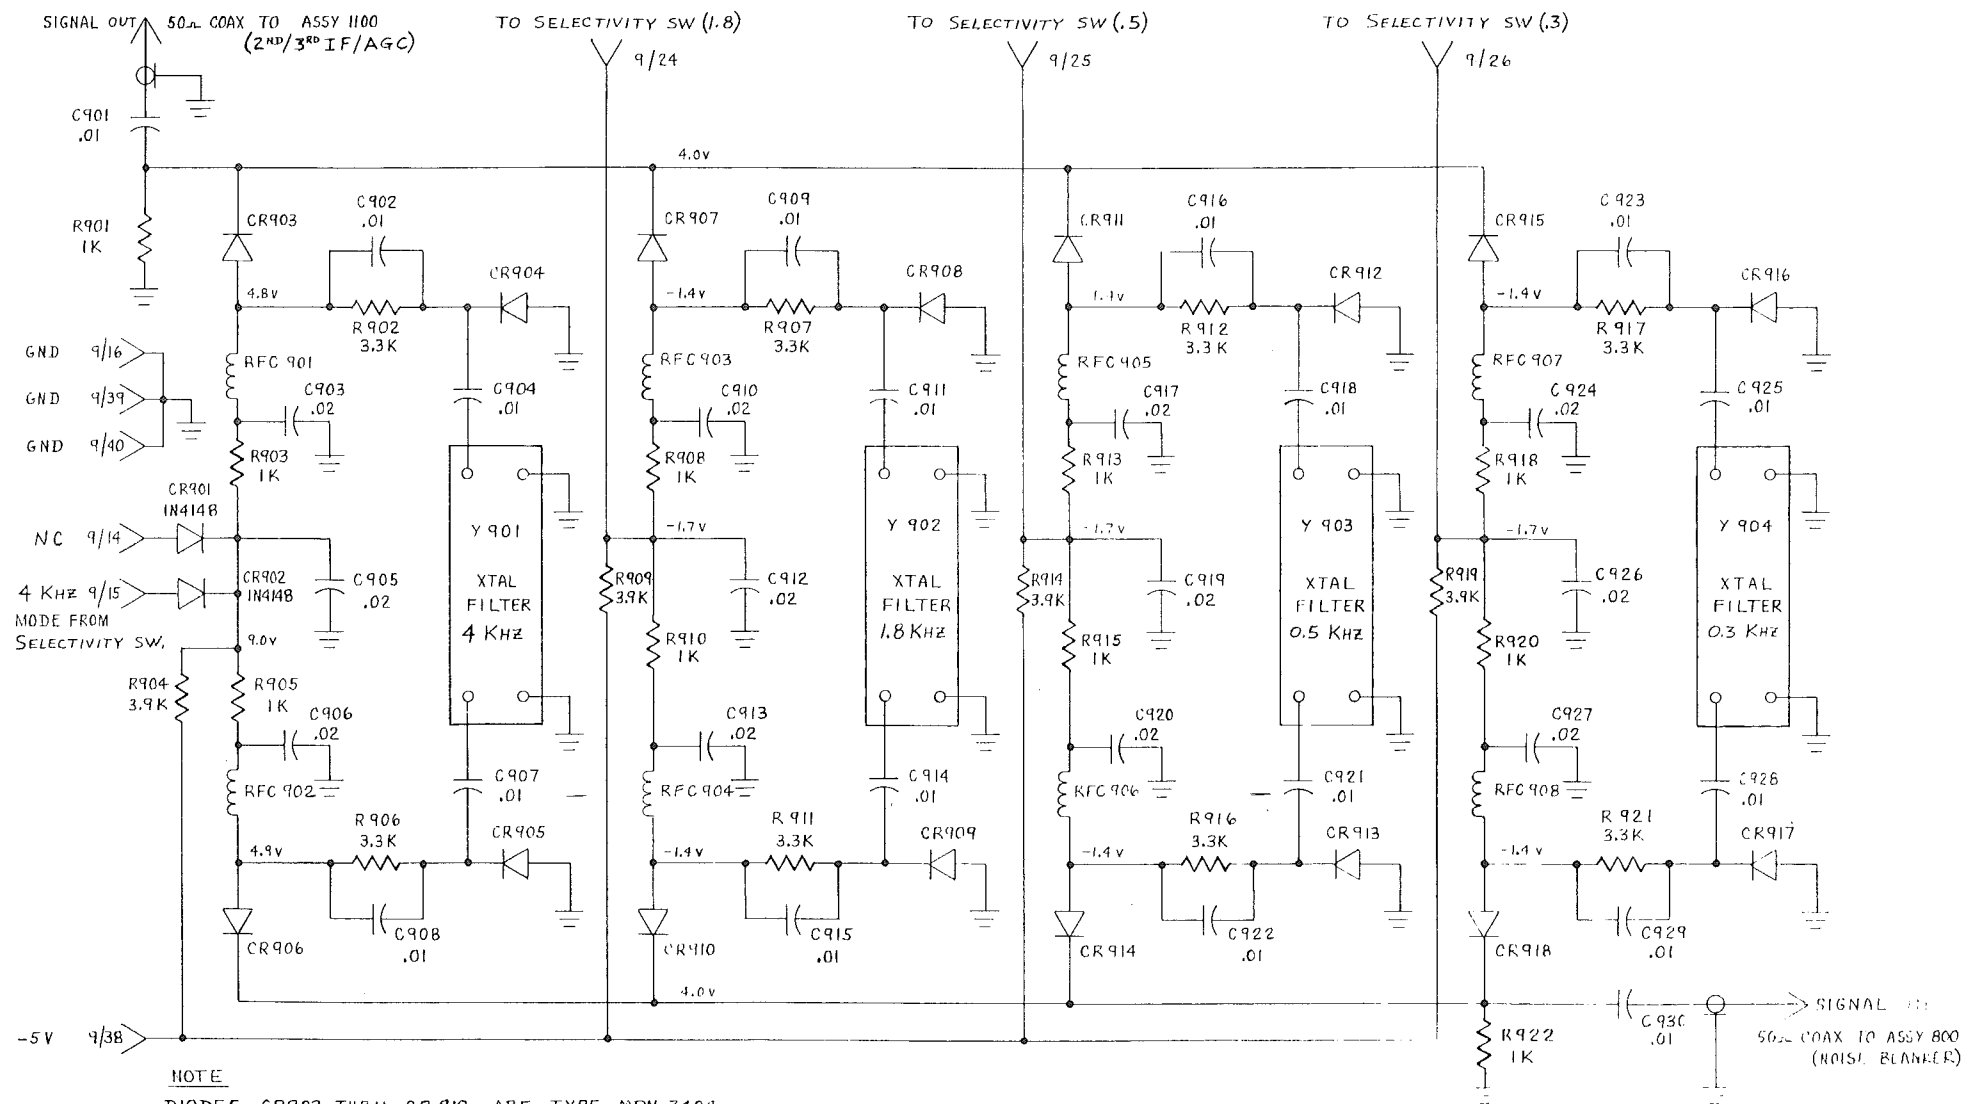 SIGNAL OUT
50Ω COAX TO ASSY 1100
(2ND/3RD IF/AGC)
TO SELECTIVITY SW (1.8)
9/24
TO SELECTIVITY SW (.5)
9/25
TO SELECTIVITY SW (.3)
9/26
C901
.01
R901
1K
4.0V
CR903
C902
.01
CR904
4.8V
R902
3.3K
RFC 901
C903
.02
C904
.01
R903
1K
GND 9/16
GND 9/39
GND 9/40
CR901
1N4148
NC 9/14
4 KHZ 9/15
MODE FROM
SELECTIVITY SW.
CR902
1N4148
C905
.02
9.0V
R904
3.9K
R905
1K
C906
.02
RFC 902
Y 901
XTAL
FILTER
4 KHZ
C907
.01
R906
3.3K
CR905
4.9V
C908
.01
CR906
CR907
C909
.01
CR908
-1.4V
R907
3.3K
RFC 903
C910
.02
C911
.01
R908
1K
-1.7V
R909
3.9K
C912
.02
R910
1K
C913
.02
RFC 904
Y 902
XTAL
FILTER
1.8 KHZ
C914
.01
R 911
3.3K
CR909
-1.4V
C915
.01
CR910
4.0V
CR911
C916
.01
CR912
1.4V
R 912
3.3K
RFC 905
C917
.02
C918
.01
R 913
1K
-1.7V
R914
3.9K
C919
.02
R915
1K
C920
.02
RFC 906
Y 903
XTAL
FILTER
0.5 KHZ
C921
.01
R916
3.3K
CR913
-1.4V
C922
.01
CR914
CR915
C 923
.01
CR916
-1.4V
R 917
3.3K
RFC 907
C924
.02
C925
.01
R918
1K
-1.7V
R919
3.9K
C926
.02
R920
1K
C927
.02
RFC 908
Y 904
XTAL
FILTER
0.3 KHZ
C928
.01
R 921
3.3K
CR917
-1.4V
C929
.01
CR918
SIGNAL
C930
.01
R922
1K
50Ω COAX TO ASSY 800
(NOISE BLANKER)
-5V 9/38
NOTE